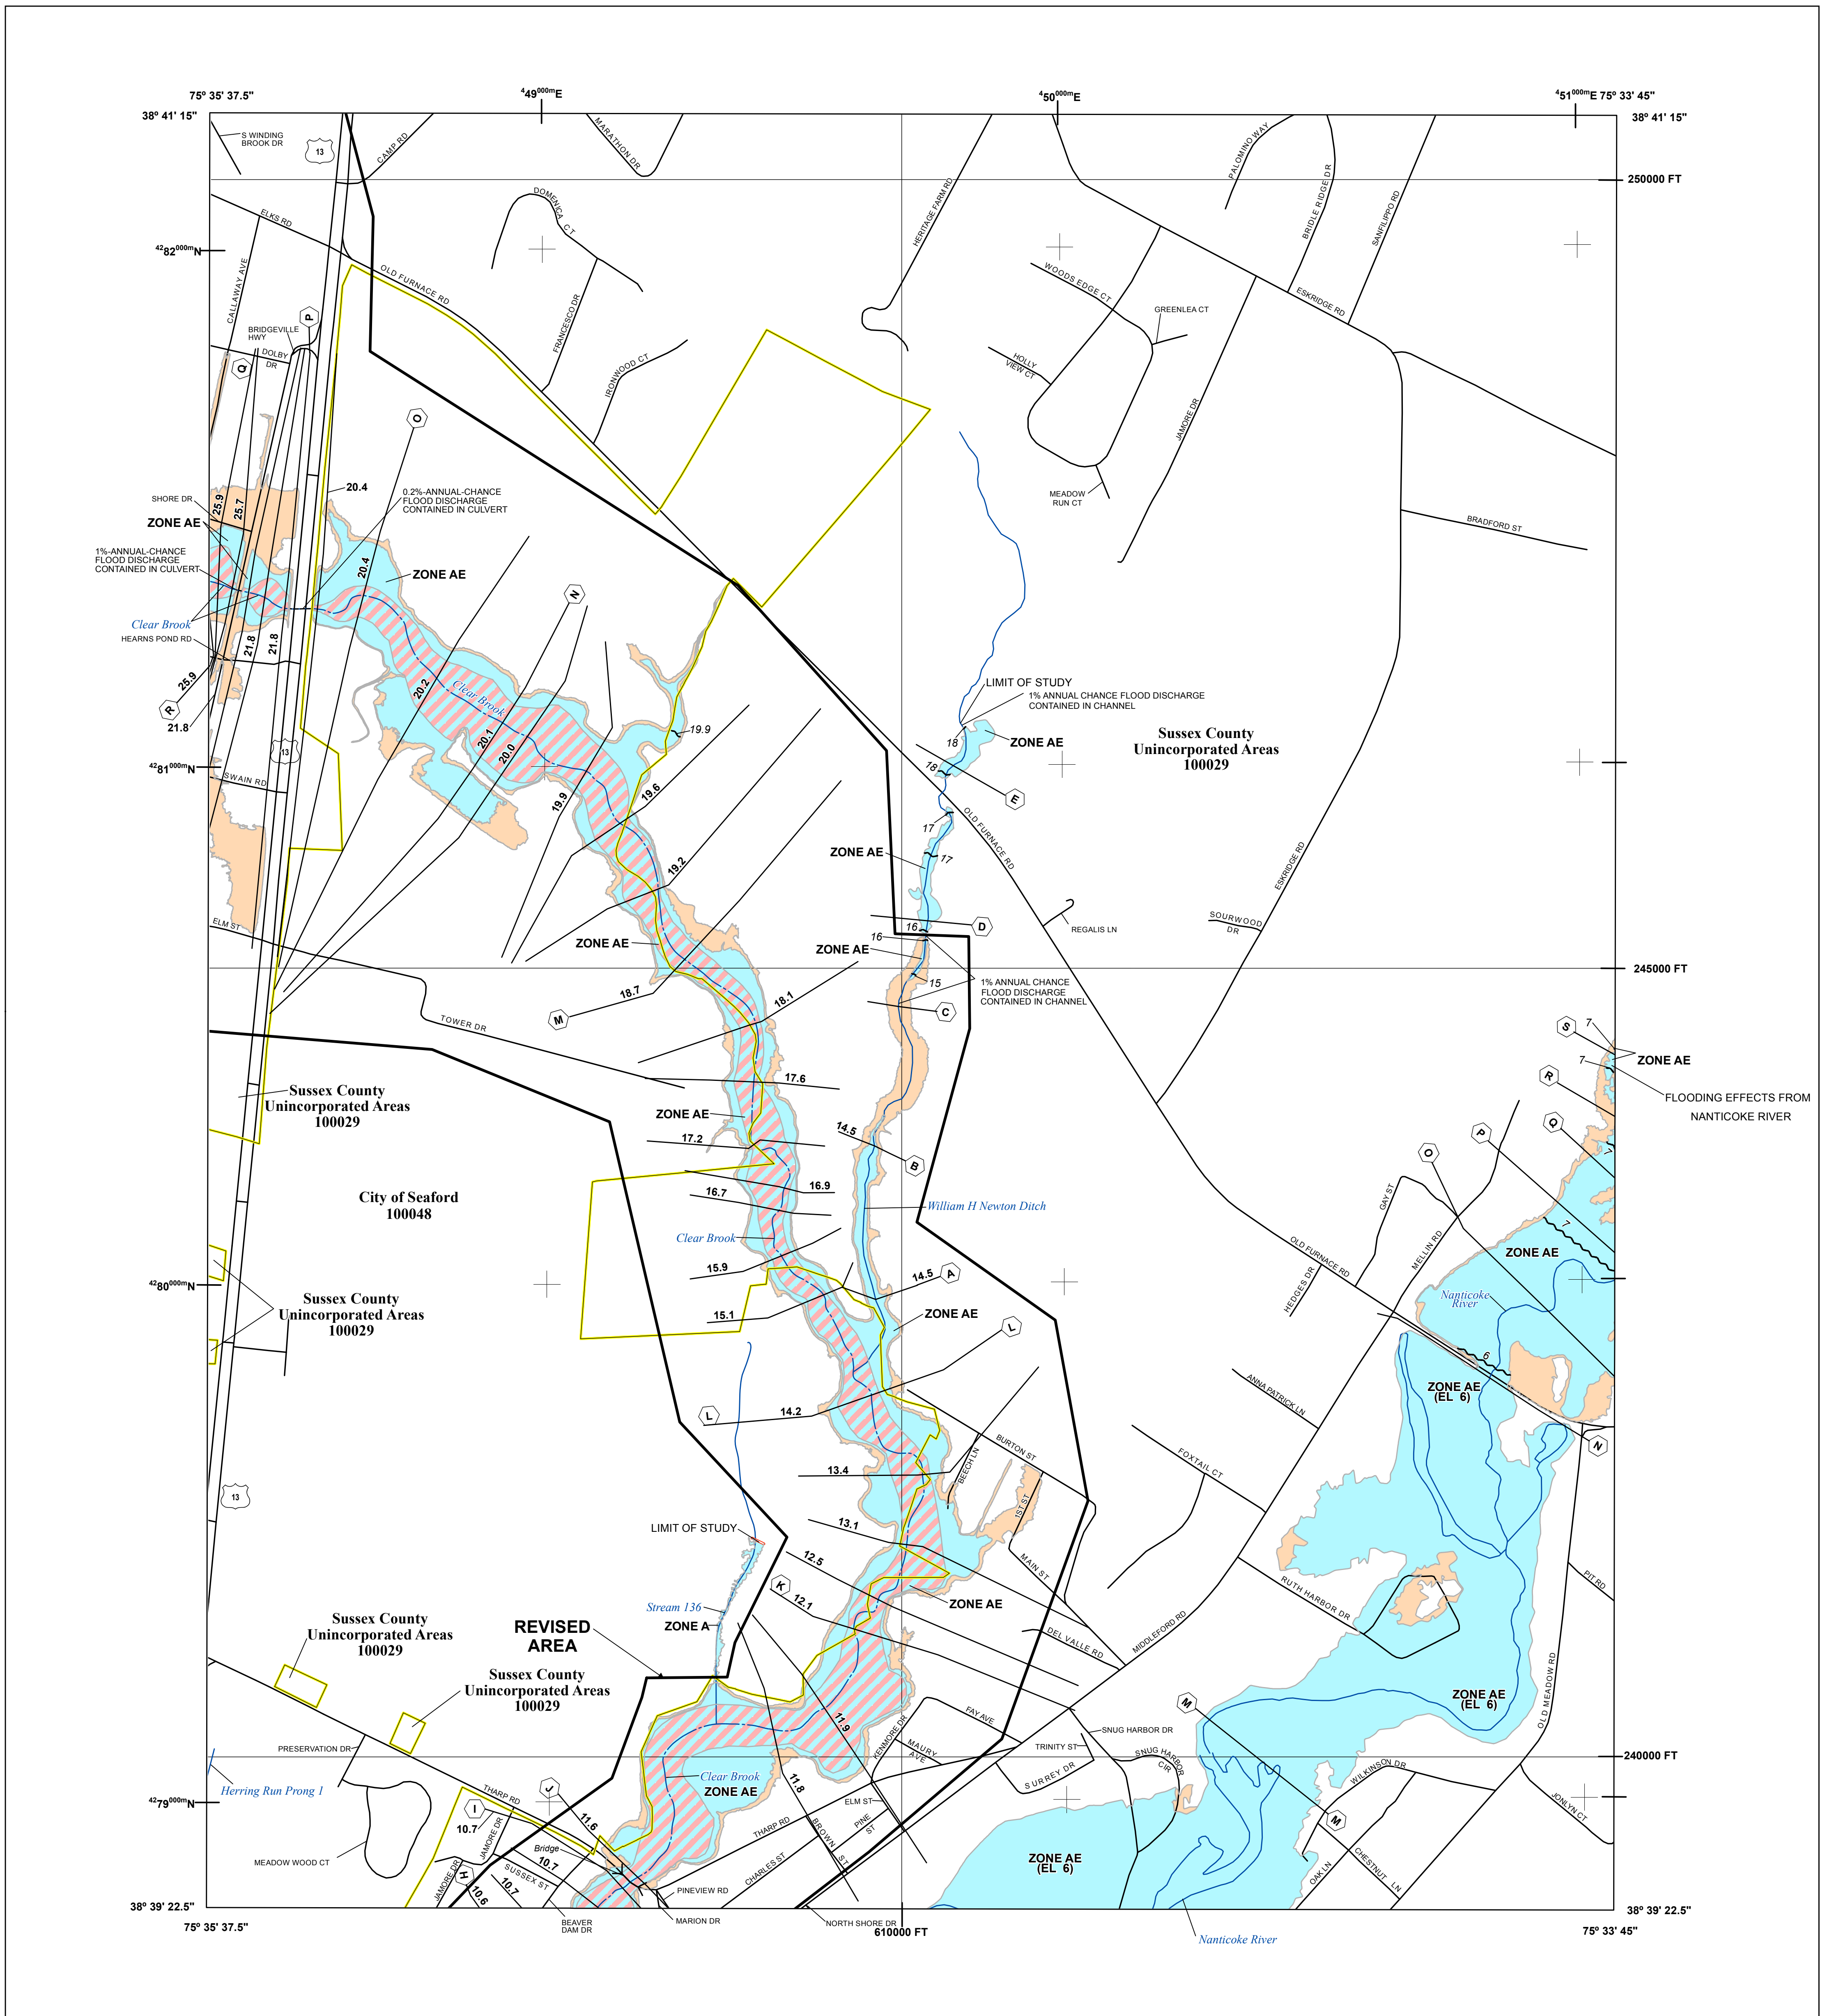 75° 35' 37.5"
⁴49⁰⁰⁰ᵐE
⁴50⁰⁰⁰ᵐE
⁴51⁰⁰⁰ᵐE
75° 33' 45"
38° 41' 15"
38° 41' 15"
S WINDING
BROOK DR
13
CAMP RD
MARATHON DR
PALOMINO WAY
BRIDLE RIDGE DR
SANFILIPPO RD
HERITAGE FARM RD
250000 FT
ELKS RD
DOMENICA CT
⁴²82⁰⁰⁰ᵐN
OLD FURNACE RD
CALLAWAY AVE
WOODS EDGE CT
GREENLEA CT
ESKRIDGE RD
P
BRIDGEVILLE
HWY
DOLBY
DR
Q
FRANCESCO DR
IRONWOOD CT
HOLLY
VIEW CT
O
JAMORE DR
MEADOW
RUN CT
20.4
0.2%-ANNUAL-CHANCE
FLOOD DISCHARGE
CONTAINED IN CULVERT
SHORE DR
25.9
25.7
ZONE AE
BRADFORD ST
1%-ANNUAL-CHANCE
FLOOD DISCHARGE
CONTAINED IN CULVERT
20.4
ZONE AE
N
Clear Brook
HEARNS POND RD
21.8
21.8
25.9
R
21.8
20.2
Clear Brook
20.1
20.0
19.9
LIMIT OF STUDY
1% ANNUAL CHANCE FLOOD DISCHARGE
CONTAINED IN CHANNEL
18
ZONE AE
Sussex County
Unincorporated Areas
100029
13
⁴²81⁰⁰⁰ᵐN
SWAIN RD
18
E
19.9
19.6
17
OLD FURNACE RD
ZONE AE
17
19.2
ESKRIDGE RD
ELM ST
SOURWOOD
DR
REGALIS LN
16
D
16
ZONE AE
ZONE AE
245000 FT
15
1% ANNUAL CHANCE
FLOOD DISCHARGE
CONTAINED IN CHANNEL
C
18.7
18.1
M
TOWER DR
S
7
ZONE AE
7
R
FLOODING EFFECTS FROM
NANTICOKE RIVER
17.6
Sussex County
Unincorporated Areas
100029
ZONE AE
17.2
14.5
B
P
Q
7
O
16.9
16.7
City of Seaford
100048
William H Newton Ditch
GAY ST
7
ZONE AE
Clear Brook
MELLIN RD
OLD FURNACE RD
15.9
14.5
A
⁴²80⁰⁰⁰ᵐN
HEDGES DR
Nanticoke
River
Sussex County
Unincorporated Areas
100029
15.1
ZONE AE
L
6
ANNA PATRICK LN
ZONE AE
(EL 6)
L
14.2
BURTON ST
N
FOXTAIL CT
BEECH LN
13.4
13
1ST ST
LIMIT OF STUDY
13.1
12.5
MAIN ST
K
12.1
RUTH HARBOR DR
PIT RD
Stream 136
ZONE A
ZONE AE
Sussex County
Unincorporated Areas
100029
REVISED
AREA
MIDDLEFORD RD
DEL VALLE RD
Sussex County
Unincorporated Areas
100029
OLD MEADOW RD
ZONE AE
(EL 6)
M
11.9
KENMORE DR
FAY AVE
SNUG HARBOR DR
MAURY
AVE
TRINITY ST
SNUG HARBOR
CIR
PRESERVATION DR
240000 FT
Herring Run Prong 1
Clear Brook
ZONE AE
11.8
SURREY DR
WILKINSON DR
⁴²79⁰⁰⁰ᵐN
THARP RD
J
ELM ST
JONLYN CT
I
10.7
11.6
JAMORE DR
THARP RD
BROWN ST
PINE
ST
M
Bridge
10.7
MEADOW WOOD CT
JAMORE DR
H
SUSSEX ST
CHARLES ST
ZONE AE
(EL 6)
OAK LN
CHESTNUT LN
10.6
10.7
PINEVIEW RD
38° 39' 22.5"
38° 39' 22.5"
75° 35' 37.5"
BEAVER
DAM DR
MARION DR
NORTH SHORE DR
610000 FT
Nanticoke River
75° 33' 45"